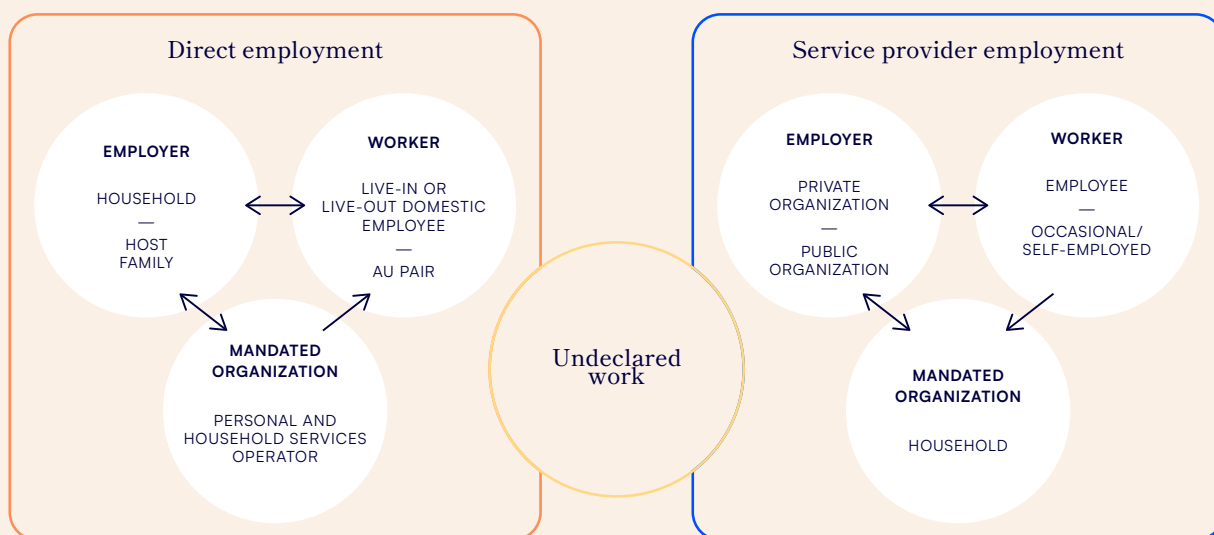 Direct employment
EMPLOYER
HOUSEHOLD
—
HOST
FAMILY
WORKER
LIVE-IN OR
LIVE-OUT DOMESTIC
EMPLOYEE
—
AU PAIR
MANDATED
ORGANIZATION
PERSONAL AND
HOUSEHOLD SERVICES
OPERATOR
Undeclared
work
Service provider employment
EMPLOYER
PRIVATE
ORGANIZATION
—
PUBLIC
ORGANIZATION
WORKER
EMPLOYEE
—
OCCASIONAL/
SELF-EMPLOYED
MANDATED
ORGANIZATION
HOUSEHOLD